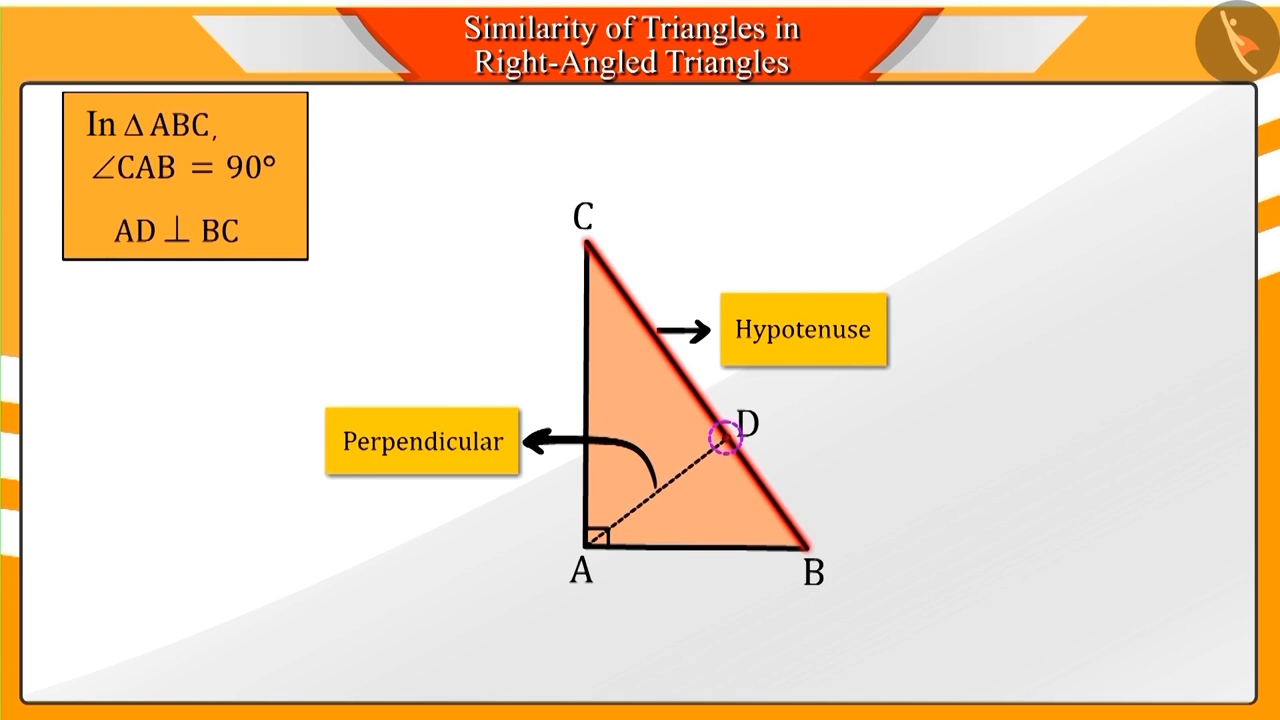 Similarity of Triangles in
Right-Angled Triangles
In Δ ABC,
∠CAB = 90°
AD ⊥ BC
C
Hypotenuse
D
Perpendicular
A
B